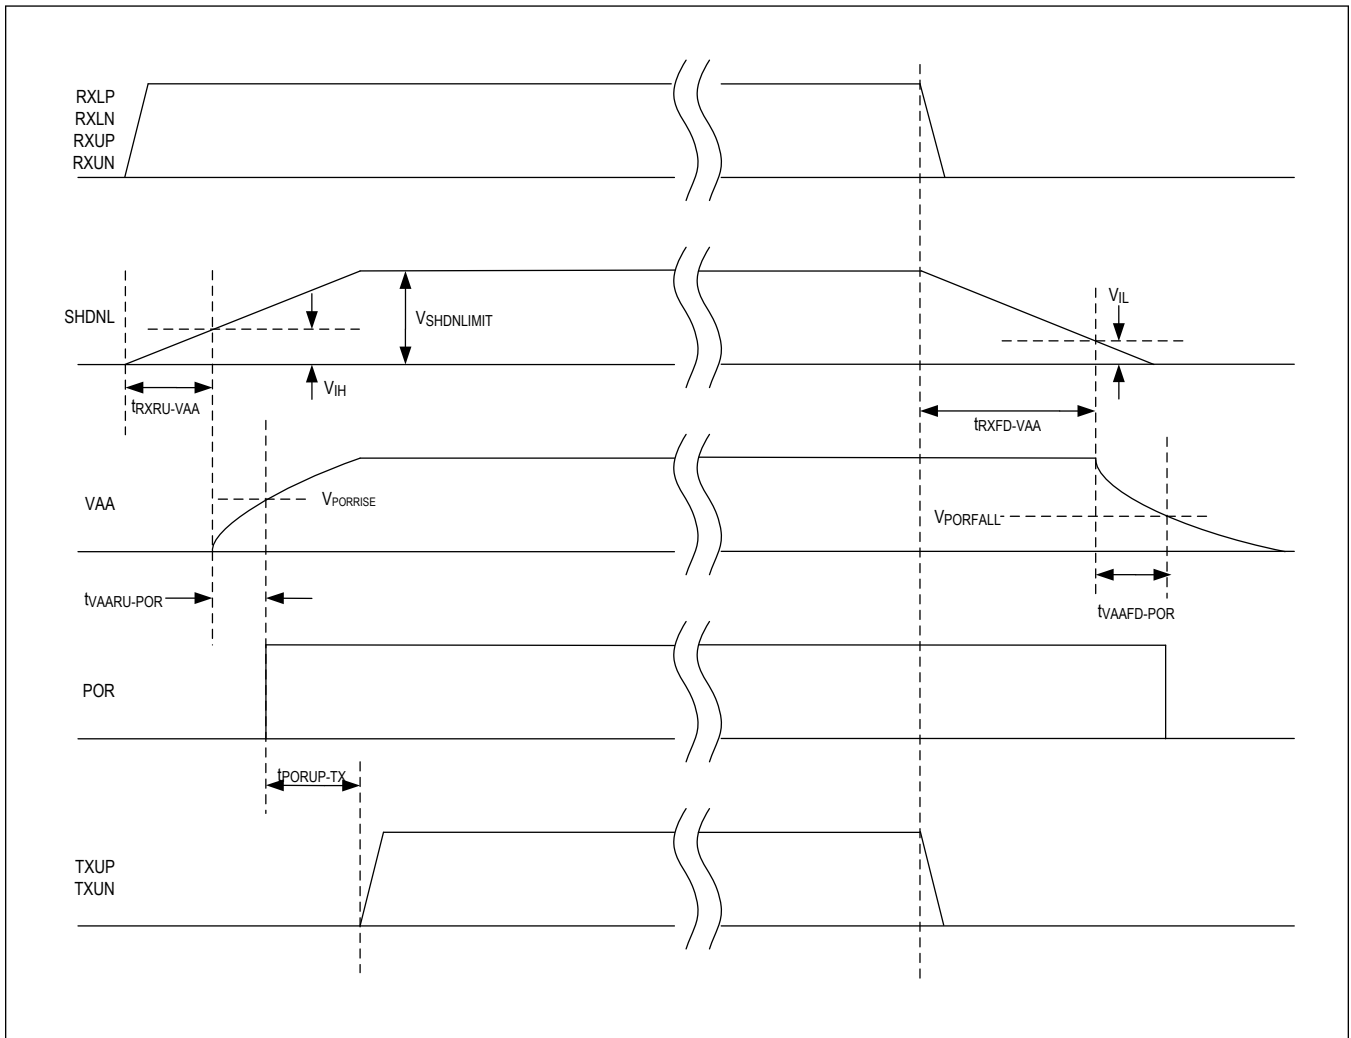 RXLP
RXLN
RXUP
RXUN
SHDNL
VIH
VSHDNLIMIT
VIL
tRXRU-VAA
tRXFD-VAA
VAA
VPORRISE
VPORFALL
tVAARU-POR
tVAAFD-POR
POR
tPORUP-TX
TXUP
TXUN